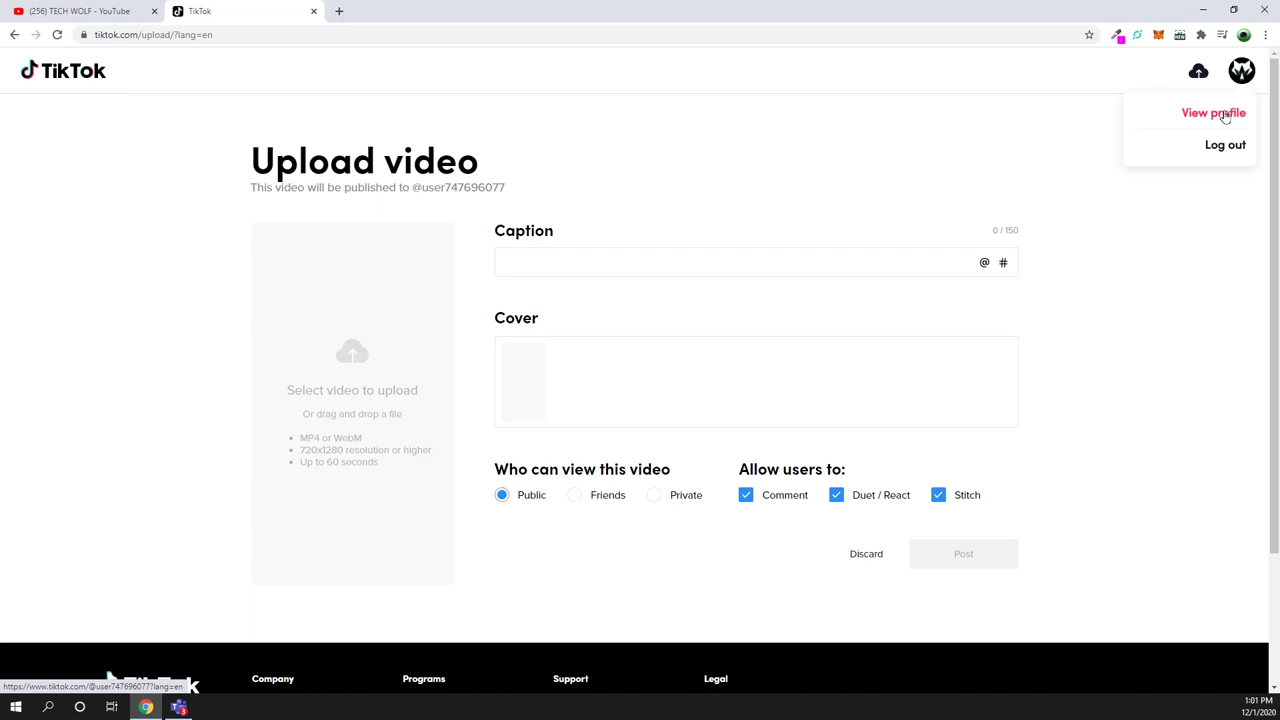 (256) TECH WOLF - YouTube
TikTok
tiktok.com/upload/?lang=en
TikTok
View profile
Log out
Upload video
This video will be published to @user747696077
Caption
0 / 150
@ #
Cover
Select video to upload
Or drag and drop a file
MP4 or WebM
720x1280 resolution or higher
Up to 60 seconds
Who can view this video
Allow users to:
Public
Friends
Private
Comment
Duet / React
Stitch
Discard
Post
Company
Programs
Support
Legal
https://www.tiktok.com/@user747696077?lang=en
1:01 PM
12/1/2020